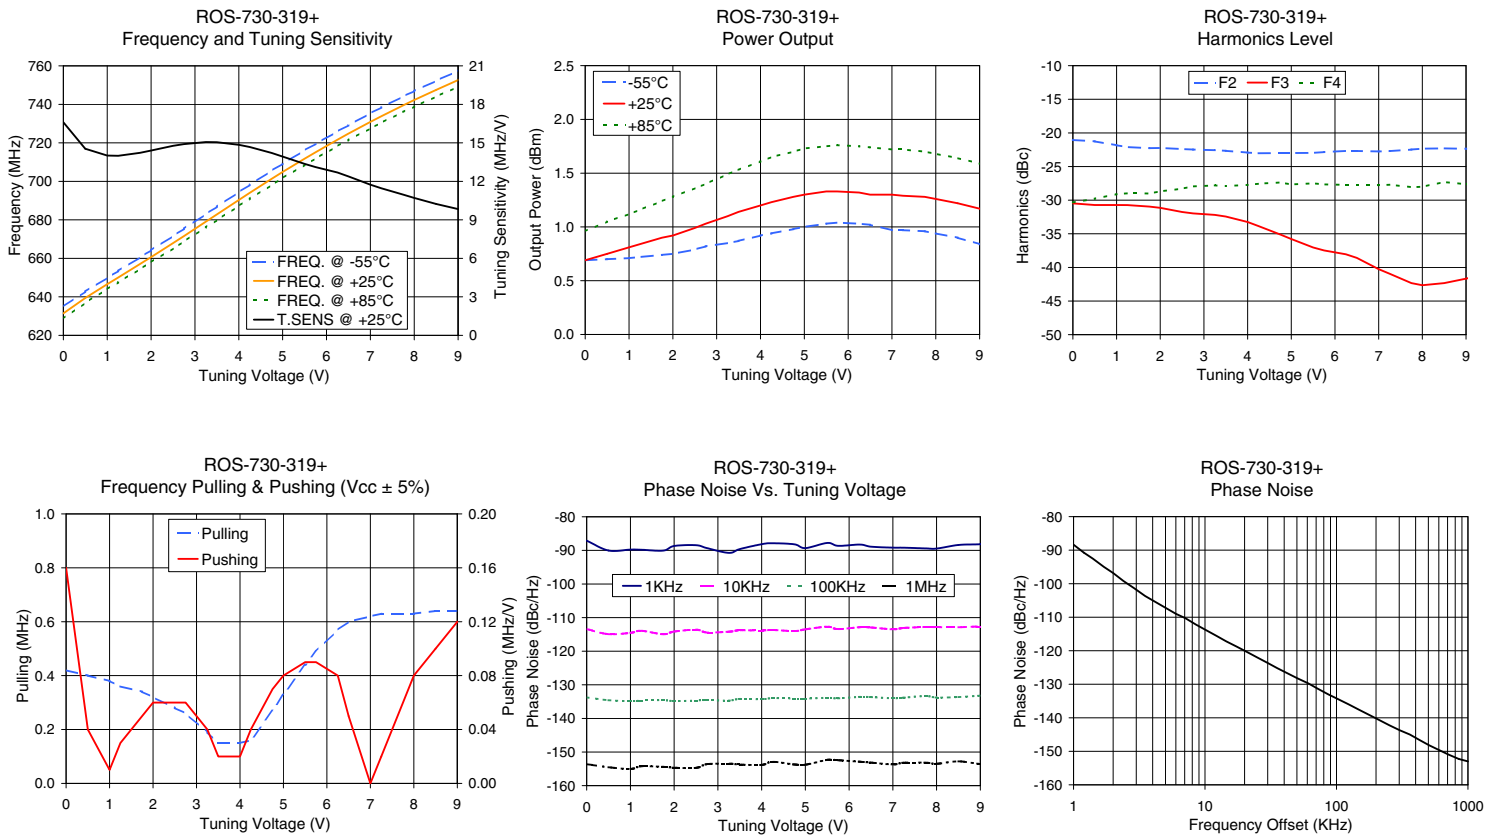 ROS-730-319+
Frequency and Tuning Sensitivity
760
740
720
700
680
660
640
620
Frequency (MHz)
21
18
15
12
9
6
3
0
Tuning Sensitivity (MHz/V)
FREQ. @ -55°C
FREQ. @ +25°C
FREQ. @ +85°C
T.SENS @ +25°C
0 1 2 3 4 5 6 7 8 9
Tuning Voltage (V)
ROS-730-319+
Power Output
2.5
2.0
1.5
1.0
0.5
0.0
Output Power (dBm)
-55°C
+25°C
+85°C
0 1 2 3 4 5 6 7 8 9
Tuning Voltage (V)
ROS-730-319+
Harmonics Level
-10
-15
-20
-25
-30
-35
-40
-45
-50
Harmonics (dBc)
F2 F3 F4
0 1 2 3 4 5 6 7 8 9
Tuning Voltage (V)
ROS-730-319+
Frequency Pulling & Pushing (Vcc ± 5%)
1.0
0.8
0.6
0.4
0.2
0.0
Pulling (MHz)
0.20
0.16
0.12
0.08
0.04
0.00
Pushing (MHz/V)
Pulling
Pushing
0 1 2 3 4 5 6 7 8 9
Tuning Voltage (V)
ROS-730-319+
Phase Noise Vs. Tuning Voltage
-80
-90
-100
-110
-120
-130
-140
-150
-160
Phase Noise (dBc/Hz)
1KHz 10KHz 100KHz 1MHz
0 1 2 3 4 5 6 7 8 9
Tuning Voltage (V)
ROS-730-319+
Phase Noise
-80
-90
-100
-110
-120
-130
-140
-150
-160
Phase Noise (dBc/Hz)
1 10 100 1000
Frequency Offset (KHz)